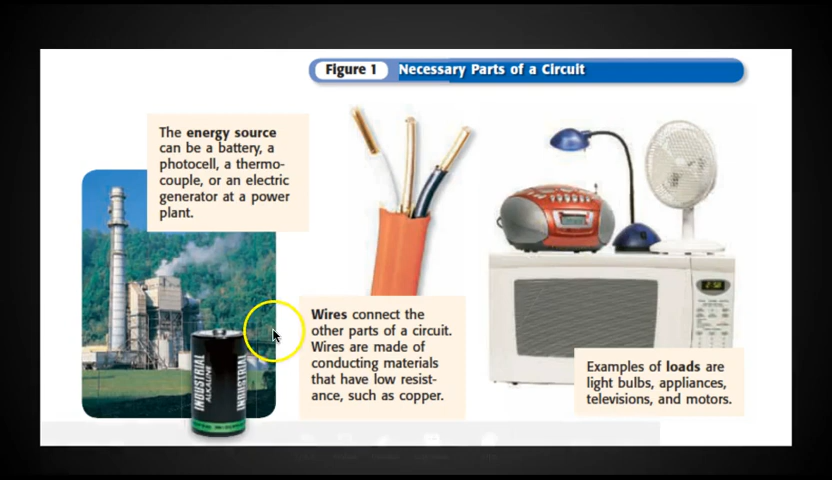 Figure 1 Necessary Parts of a Circuit
The energy source
can be a battery, a
photocell, a thermo-
couple, or an electric
generator at a power
plant.
INDUSTRIAL
ALKALINE
INDUSTRIAL
Wires connect the
other parts of a circuit.
Wires are made of
conducting materials
that have low resist-
ance, such as copper.
Examples of loads are
light bulbs, appliances,
televisions, and motors.